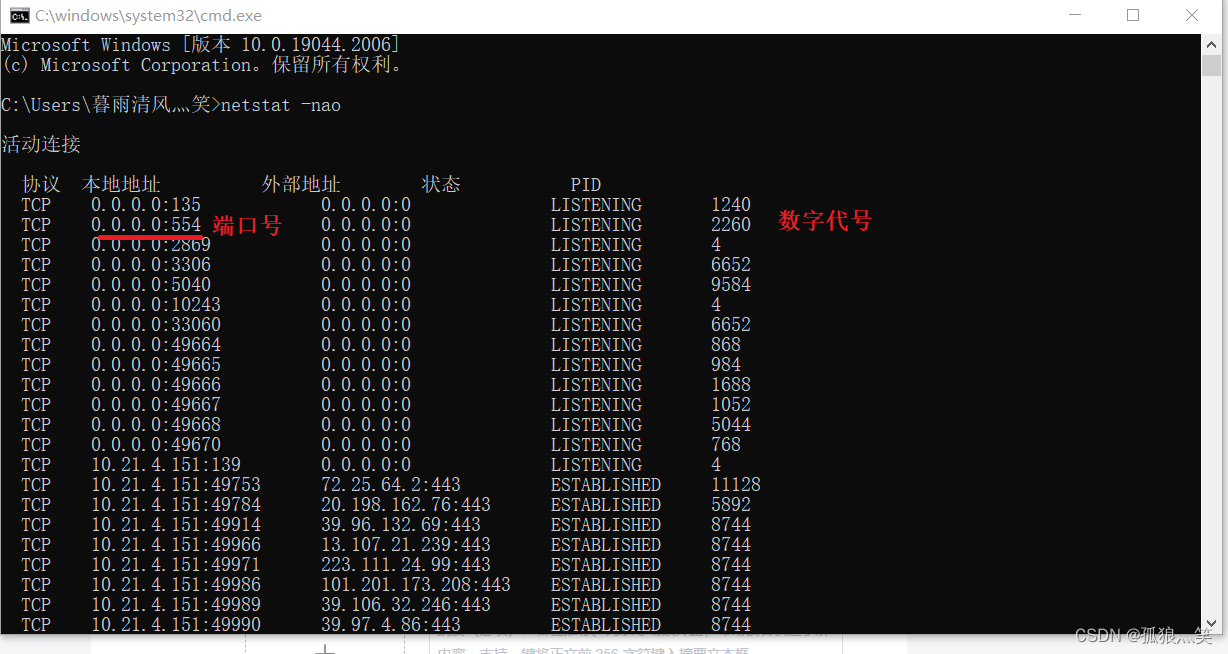 C:\windows\system32\cmd.exe
Microsoft Windows [版本 10.0.19044.2006]
(c) Microsoft Corporation。保留所有权利。
C:\Users\暮雨清风灬笑>netstat -nao
活动连接
协议 本地地址 外部地址 状态 PID
TCP 0.0.0.0:135 0.0.0.0:0 LISTENING 1240
TCP 0.0.0.0:554 端口号 0.0.0.0:0 LISTENING 2260 数字代号
TCP 0.0.0.0:2869 0.0.0.0:0 LISTENING 4
TCP 0.0.0.0:3306 0.0.0.0:0 LISTENING 6652
TCP 0.0.0.0:5040 0.0.0.0:0 LISTENING 9584
TCP 0.0.0.0:10243 0.0.0.0:0 LISTENING 4
TCP 0.0.0.0:33060 0.0.0.0:0 LISTENING 6652
TCP 0.0.0.0:49664 0.0.0.0:0 LISTENING 868
TCP 0.0.0.0:49665 0.0.0.0:0 LISTENING 984
TCP 0.0.0.0:49666 0.0.0.0:0 LISTENING 1688
TCP 0.0.0.0:49667 0.0.0.0:0 LISTENING 1052
TCP 0.0.0.0:49668 0.0.0.0:0 LISTENING 5044
TCP 0.0.0.0:49670 0.0.0.0:0 LISTENING 768
TCP 10.21.4.151:139 0.0.0.0:0 LISTENING 4
TCP 10.21.4.151:49753 72.25.64.2:443 ESTABLISHED 11128
TCP 10.21.4.151:49784 20.198.162.76:443 ESTABLISHED 5892
TCP 10.21.4.151:49914 39.96.132.69:443 ESTABLISHED 8744
TCP 10.21.4.151:49966 13.107.21.239:443 ESTABLISHED 8744
TCP 10.21.4.151:49971 223.111.24.99:443 ESTABLISHED 8744
TCP 10.21.4.151:49986 101.201.173.208:443 ESTABLISHED 8744
TCP 10.21.4.151:49989 39.106.32.246:443 ESTABLISHED 8744
TCP 10.21.4.151:49990 39.97.4.86:443 ESTABLISHED 8744
CSDN @孤狼灬笑